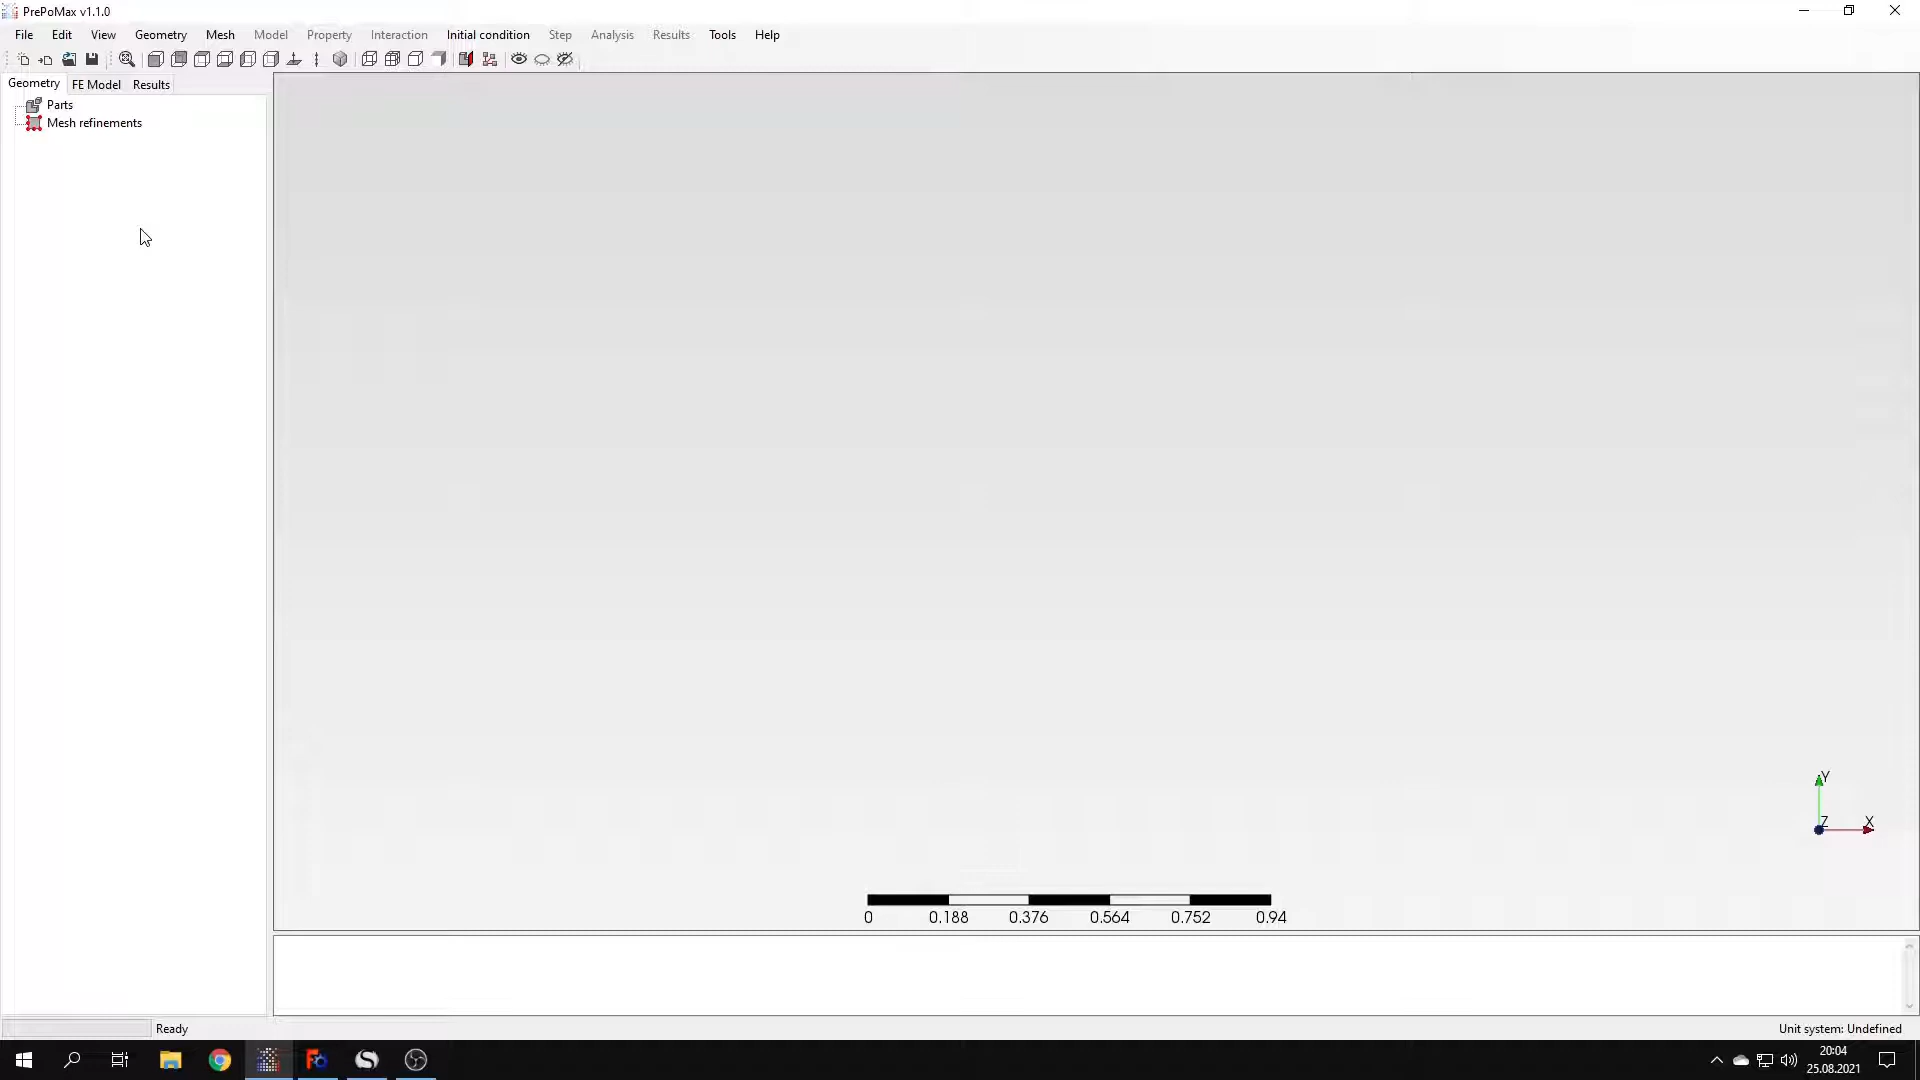 PrePoMax v1.1.0
File Edit View Geometry Mesh Model Property Interaction Initial condition Step Analysis Results Tools Help
Geometry FE Model Results
Parts
Mesh refinements
Y
Z X
0 0.188 0.376 0.564 0.752 0.94
Ready Unit system: Undefined
20:04
25.08.2021